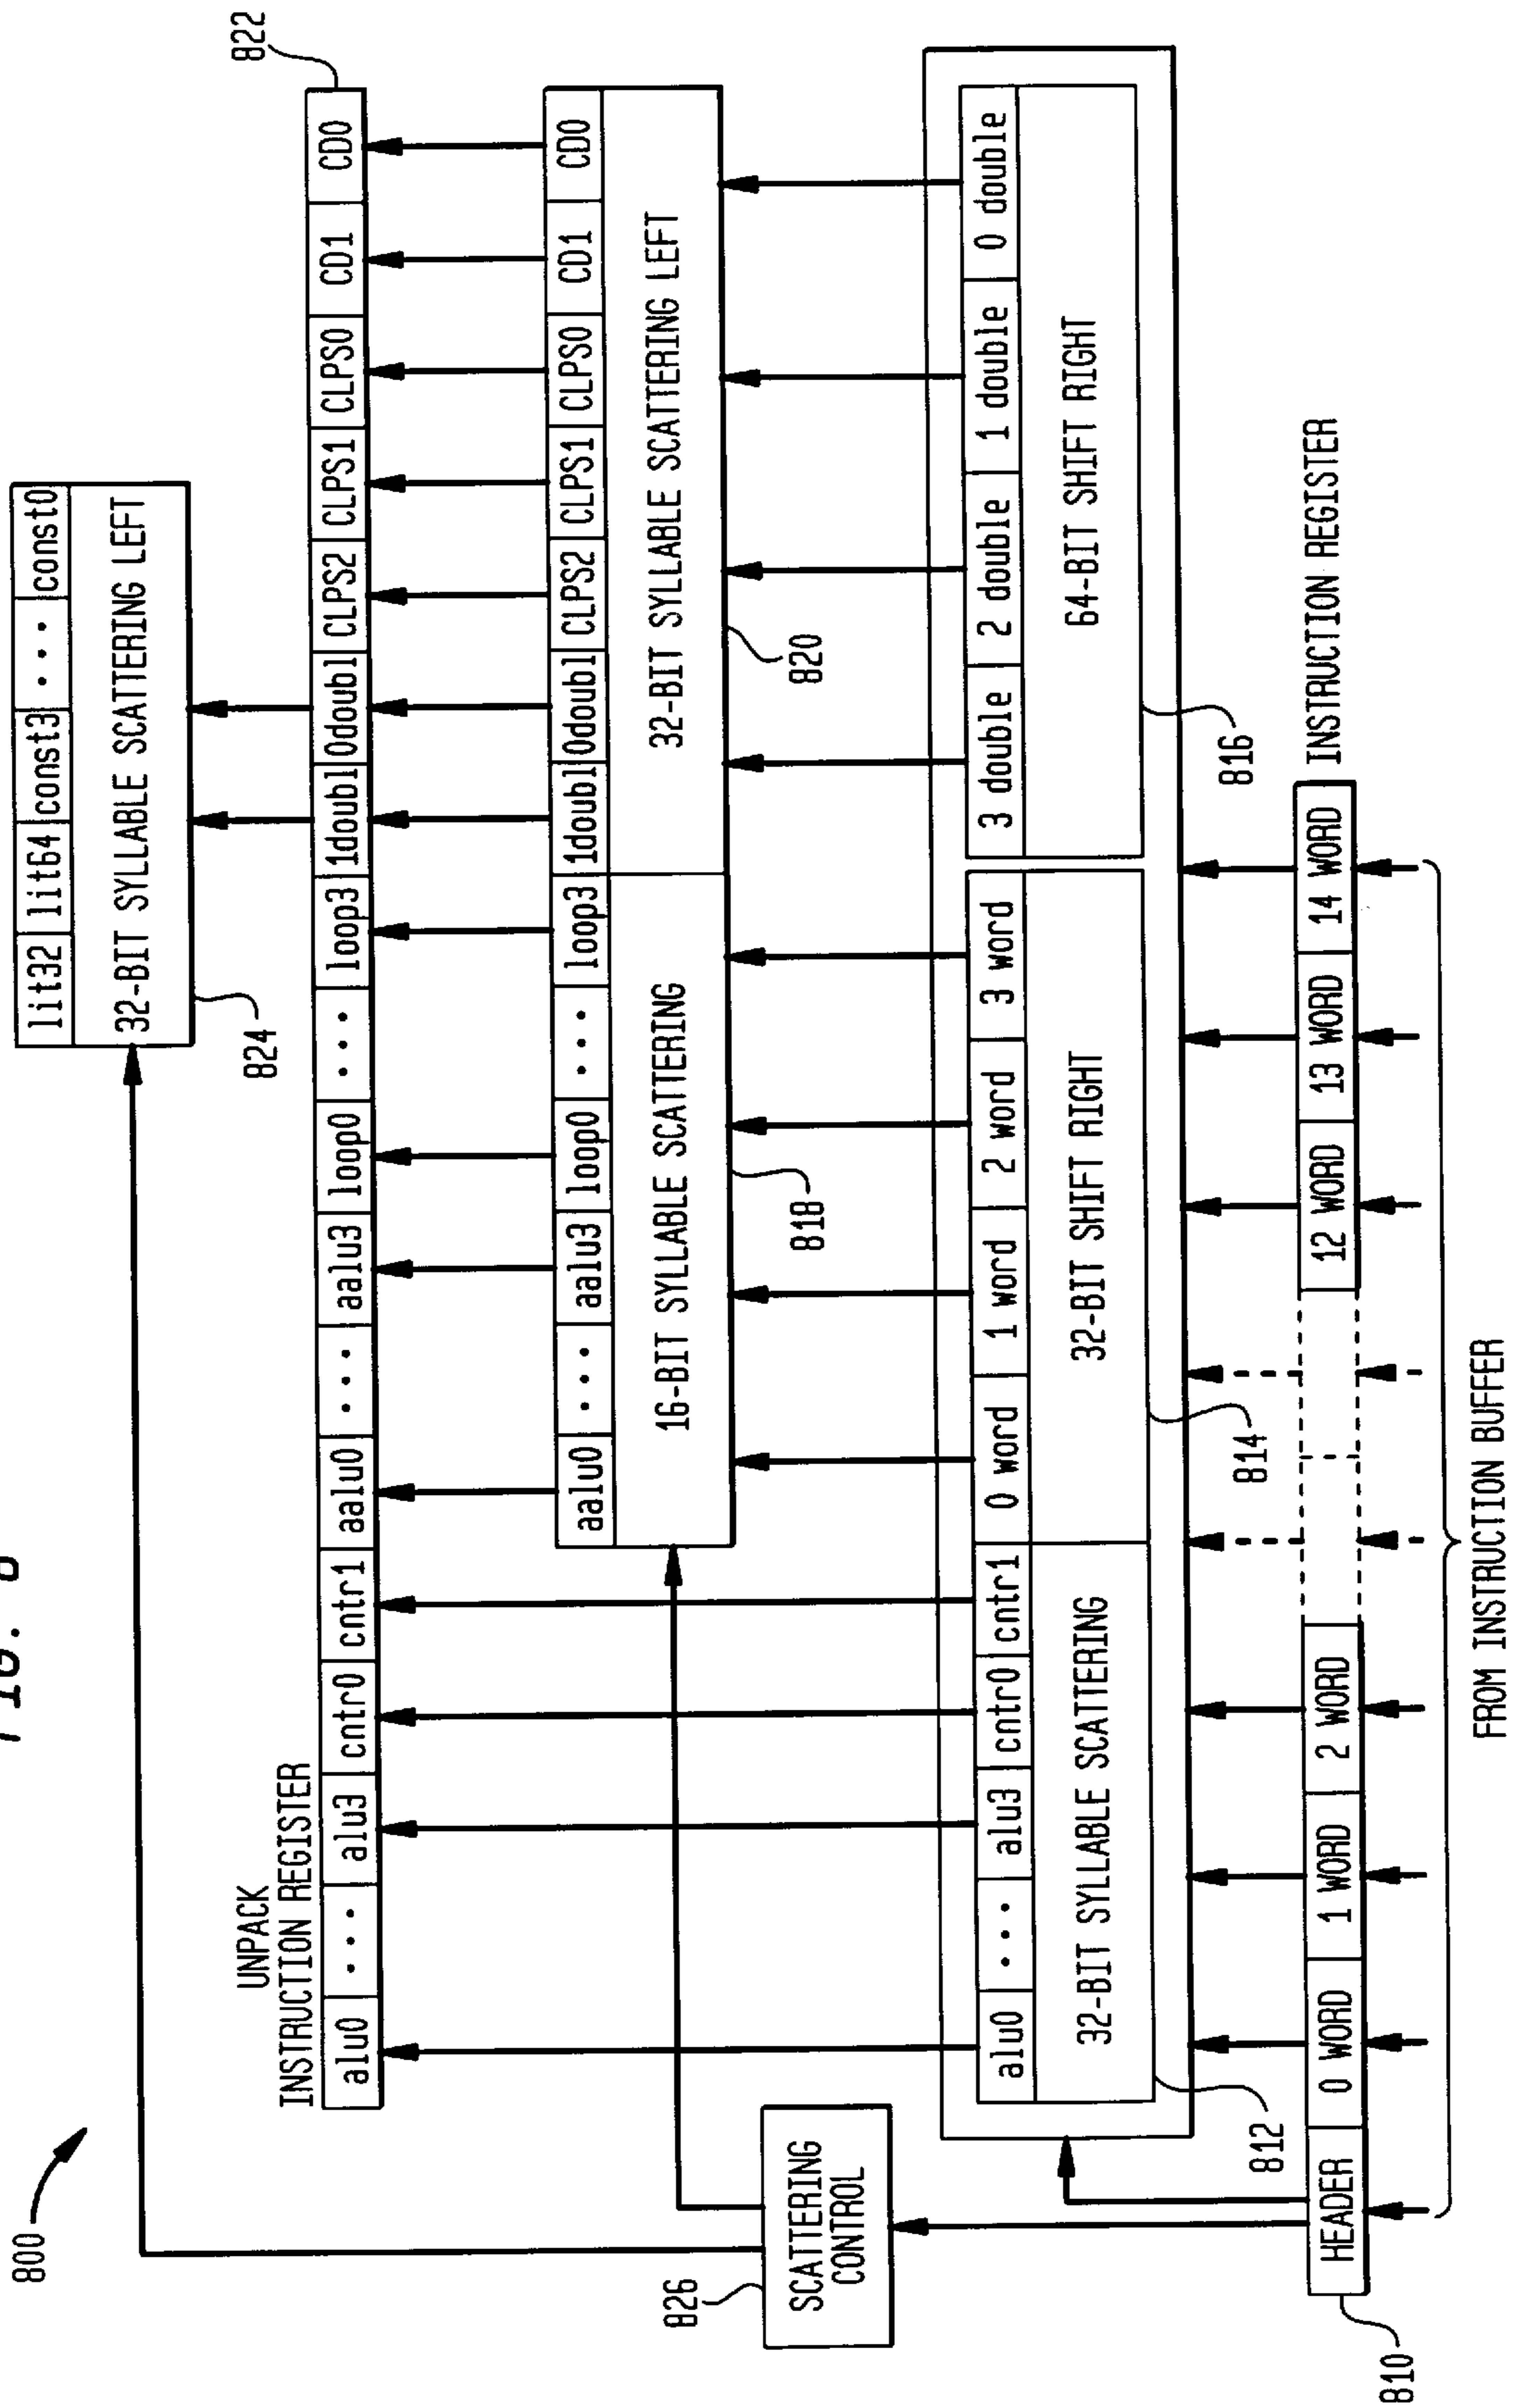 FIG.
800
lit32 lit64 const3 ... const0
32-BIT SYLLABLE SCATTERING LEFT
824
UNPACK
INSTRUCTION REGISTER
822
alu0 ... alu3 cntr0 cntr1 aalu0 ... aalu3 loop0 ... loop3 1doubl 0doubl CLPS2 CLPS1 CLPS0 CD1 CD0
aalu0 ... aalu3 loop0 ... loop3 1doubl 0doubl CLPS2 CLPS1 CLPS0 CD1 CD0
16-BIT SYLLABLE SCATTERING
32-BIT SYLLABLE SCATTERING LEFT
818
820
826
SCATTERING
CONTROL
alu0 ... alu3 cntr0 cntr1 0 word 1 word 2 word 3 word 3 double 2 double 1 double 0 double
32-BIT SYLLABLE SCATTERING
32-BIT SHIFT RIGHT
64-BIT SHIFT RIGHT
812
814
816
810
HEADER 0 WORD 1 WORD 2 WORD 12 WORD 13 WORD 14 WORD
INSTRUCTION REGISTER
FROM INSTRUCTION BUFFER